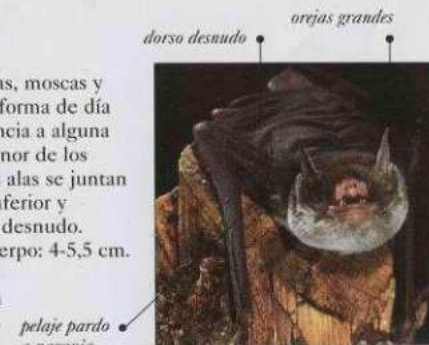 orejas grandes
dorso desnudo
as, moscas y
forma de día
ncia a alguna
nor de los
alas se juntan
ferior y
desnudo.
erpo: 4-5,5 cm.
pelaje pardo